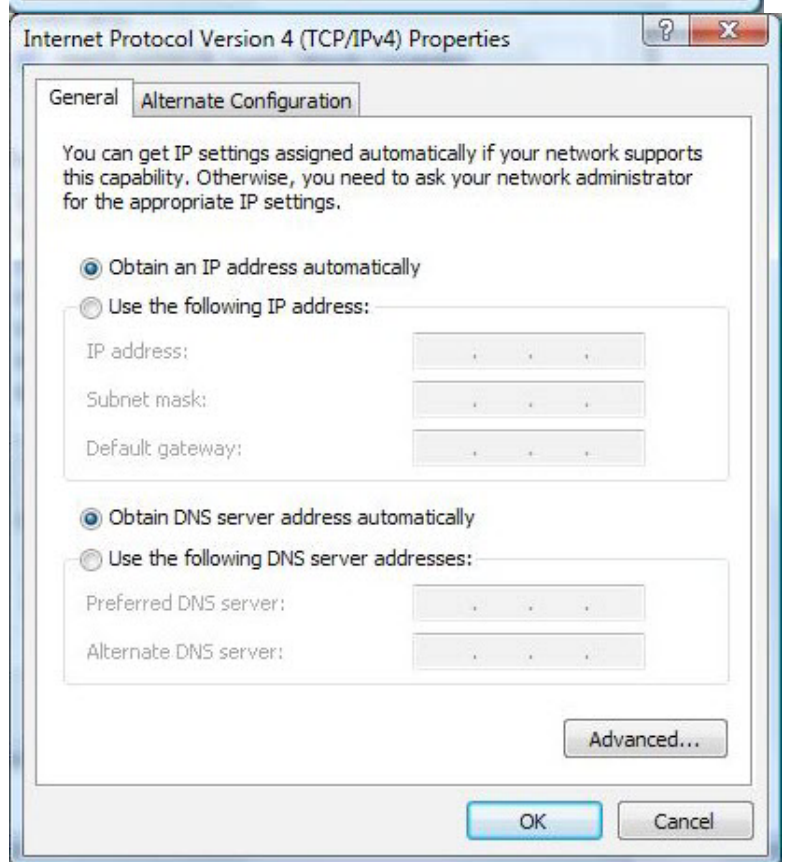 Internet Protocol Version 4 (TCP/IPv4) Properties
General
Alternate Configuration
You can get IP settings assigned automatically if your network supports
this capability. Otherwise, you need to ask your network administrator
for the appropriate IP settings.
Obtain an IP address automatically
Use the following IP address:
IP address:
Subnet mask:
Default gateway:
Obtain DNS server address automatically
Use the following DNS server addresses:
Preferred DNS server:
Alternate DNS server:
Advanced...
OK
Cancel